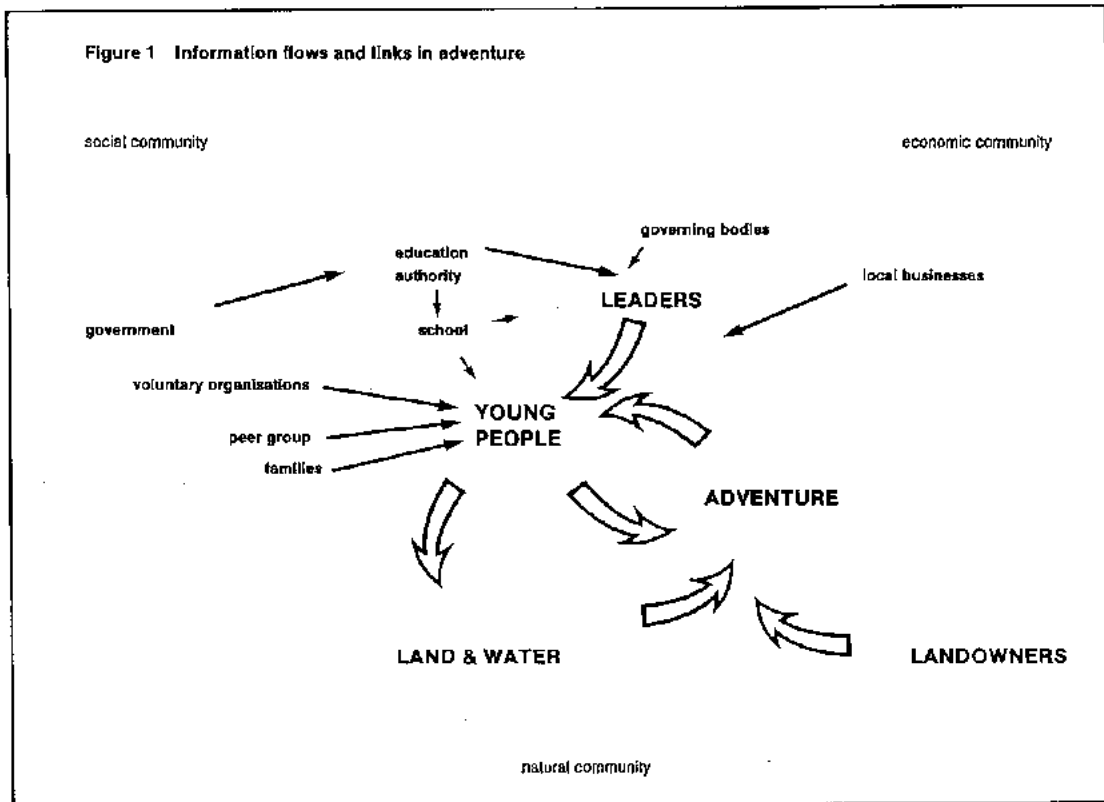 Figure 1 Information flows and links in adventure
social community
economic community
governing bodies
education
authority
local businesses
LEADERS
government
school
voluntary organisations
YOUNG
PEOPLE
peer group
families
ADVENTURE
LAND & WATER
LANDOWNERS
natural community